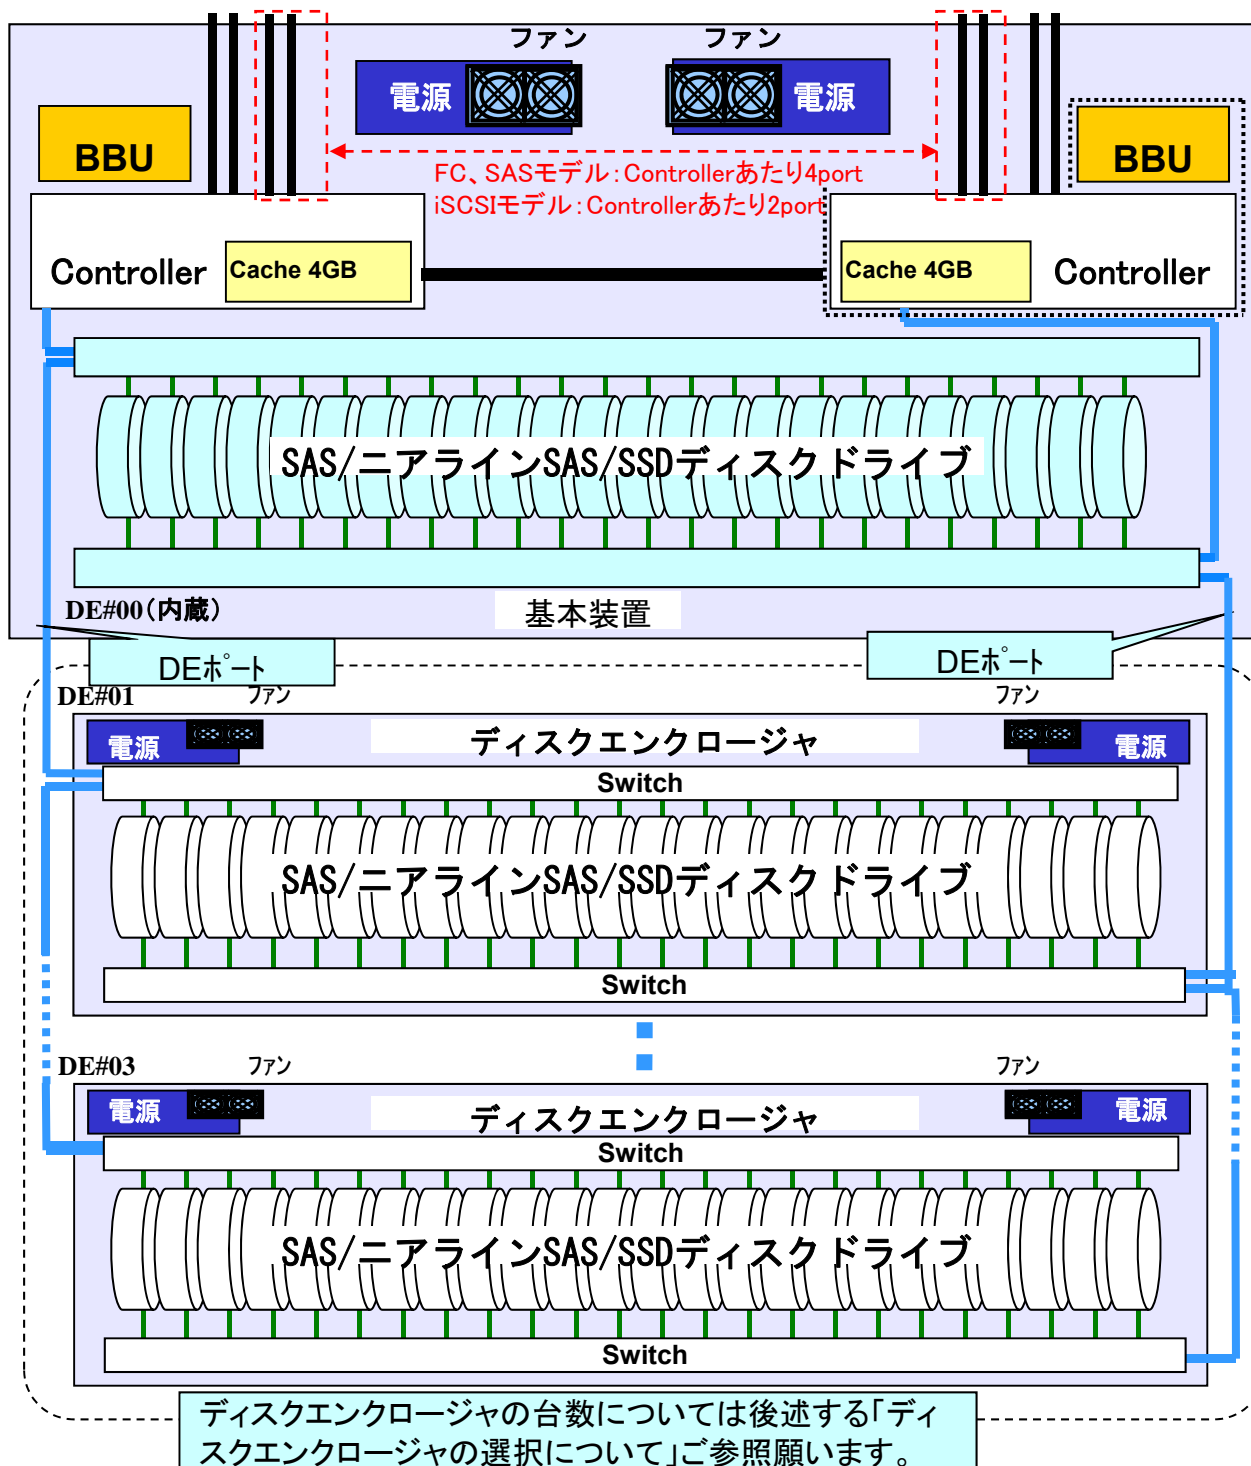 ファン
ファン
電源
電源
BBU
BBU
FC、SASモデル：Controllerあたり4port
iSCSIモデル：Controllerあたり2port
Controller
Cache 4GB
Cache 4GB
Controller
SAS/ニアラインSAS/SSDディスクドライブ
DE#00（内蔵）
基本装置
DEﾎﾟｰﾄ
DEﾎﾟｰﾄ
DE#01
ﾌｧﾝ
ﾌｧﾝ
電源
ディスクエンクロージャ
電源
Switch
SAS/ニアラインSAS/SSDディスクドライブ
Switch
DE#03
ﾌｧﾝ
ﾌｧﾝ
電源
ディスクエンクロージャ
電源
Switch
SAS/ニアラインSAS/SSDディスクドライブ
Switch
ディスクエンクロージャの台数については後述する「ディ
スクエンクロージャの選択について」ご参照願います。